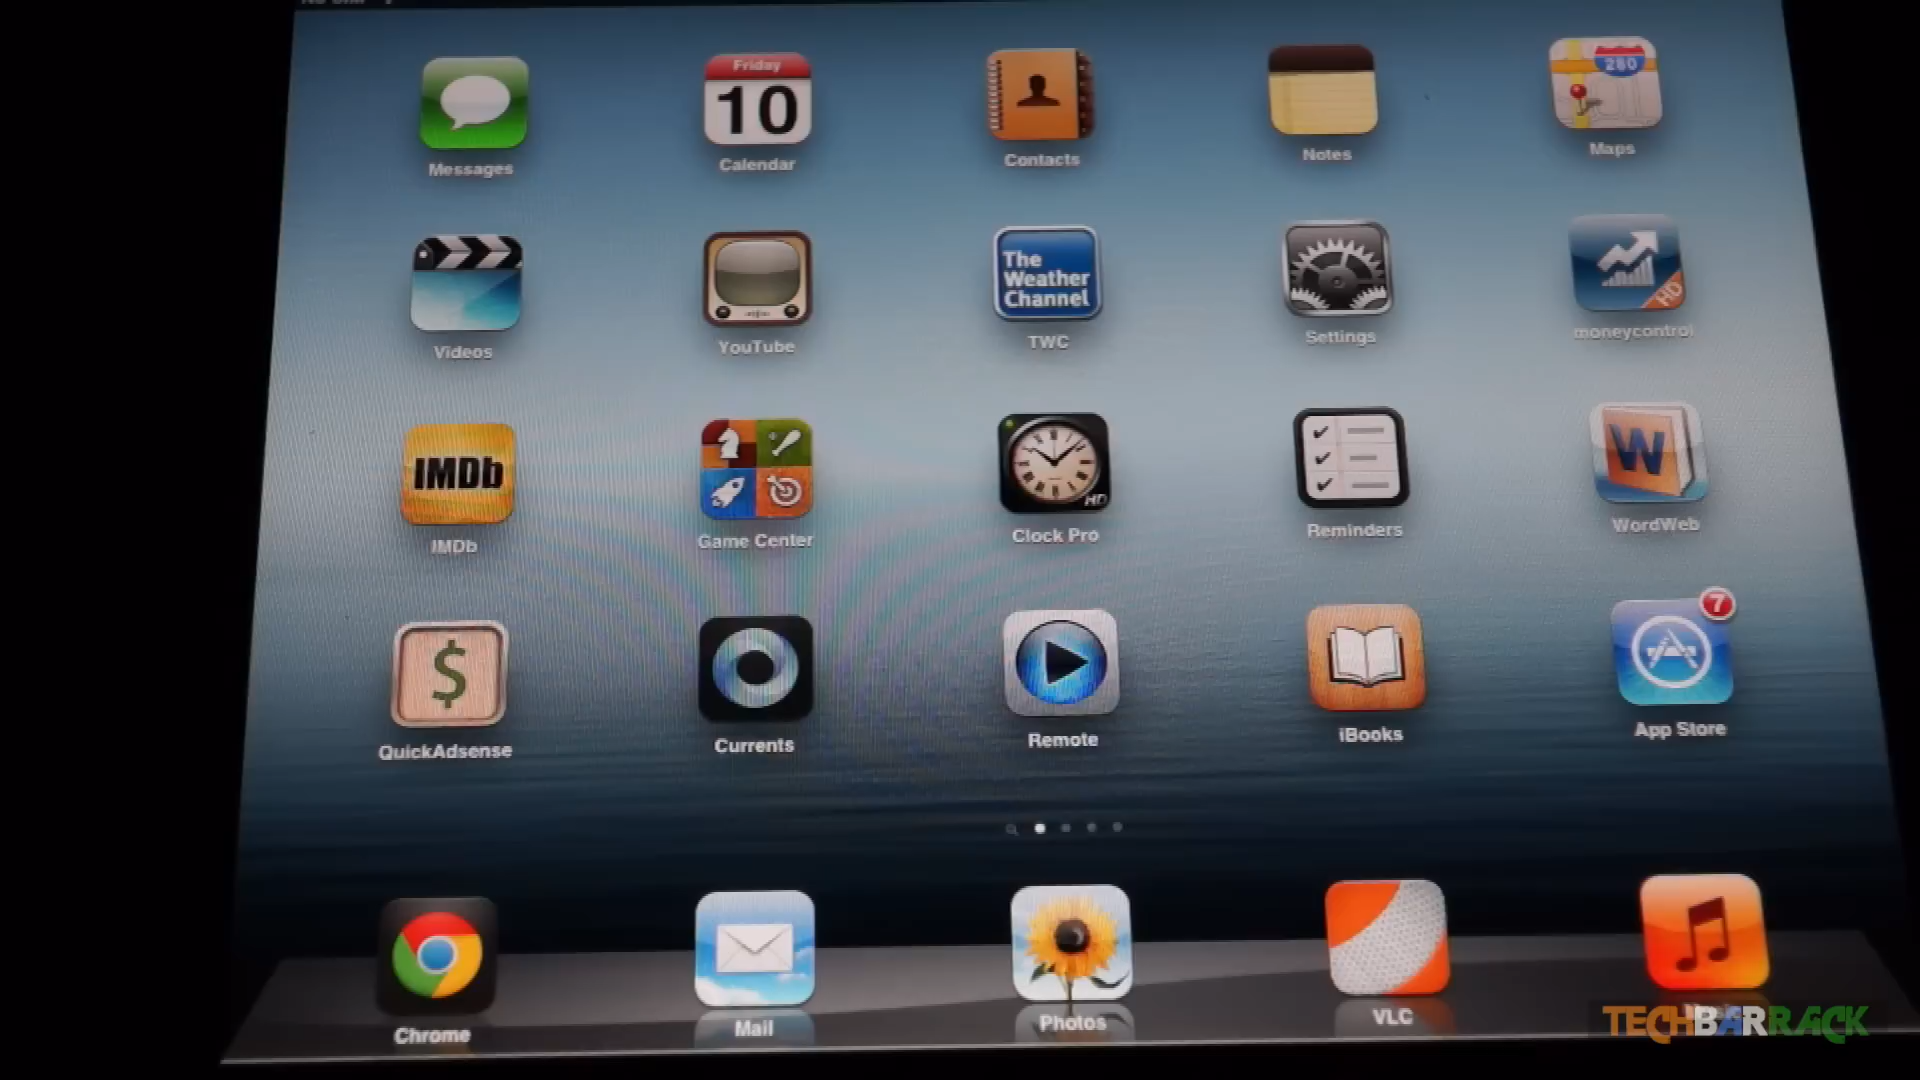 Friday
10
280
Messages
Calendar
Contacts
Notes
Maps
The
Weather
Channel
HD
Videos
YouTube
TWC
Settings
moneycontrol
IMDb
HD
W
IMDb
Game Center
Clock Pro
Reminders
WordWeb
$
7
QuickAdsense
Currents
Remote
iBooks
App Store
Chrome
Mail
Photos
VLC
TECHBARRACK